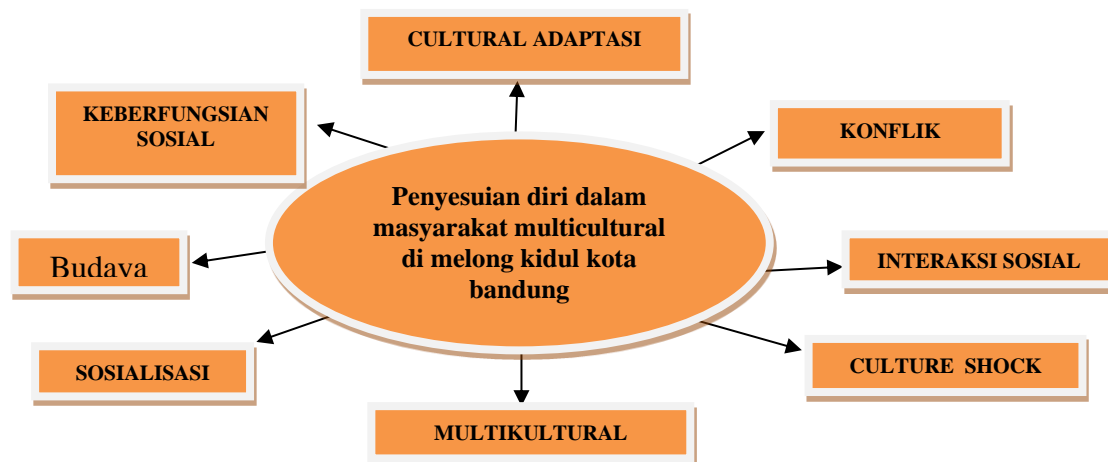 CULTURAL ADAPTASI
KEBERFUNGSIAN
SOSIAL
KONFLIK
Penyesuian diri dalam
masyarakat multicultural
di melong kidul kota
bandung
Budava
INTERAKSI SOSIAL
SOSIALISASI
CULTURE SHOCK
MULTIKULTURAL